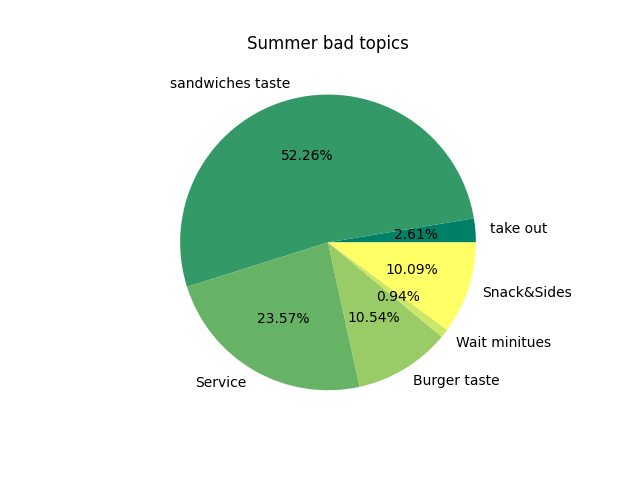 Summer bad topics
sandwiches taste
52.26%
take out
2.61%
10.09%
Snack&Sides
0.94%
10.54%
23.57%
Wait minitues
Burger taste
Service